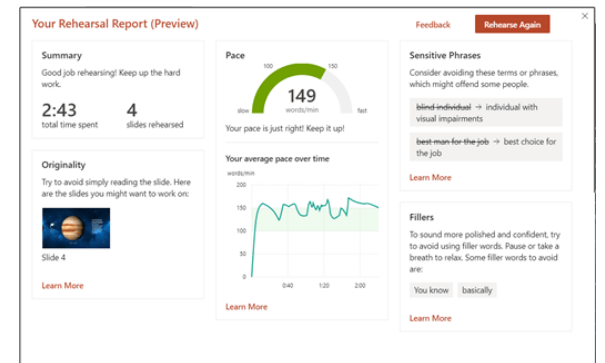 Your Rehearsal Report (Preview)
Feedback
Rehearse Again
Summary
Good job rehearsing! Keep up the hard
work.
2:43
total time spent
4
slides rehearsed
Originality
Try to avoid simply reading the slide. Here
are the slides you might want to work on:
Slide 4
Learn More
Pace
100
150
149
words/min
slow
fast
Your pace is just right! Keep it up!
Your average pace over time
words/min
200
150
100
50
0
0:40
1:20
2:00
Learn More
Sensitive Phrases
Consider avoiding these terms or phrases,
which might offend some people.
blind individual → individual with
visual impairments
best man for the job → best choice for
the job
Learn More
Fillers
To sound more polished and confident, try
to avoid using filler words. Pause or take a
breath to relax. Some filler words to avoid
are:
You know
basically
Learn More